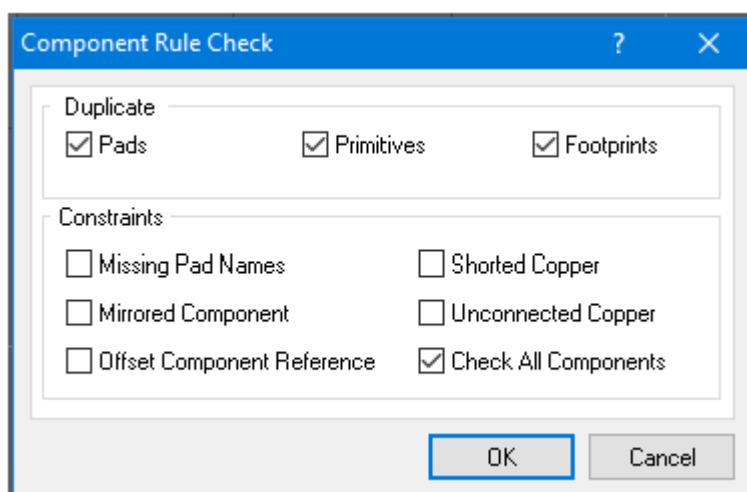 Component Rule Check ?
Duplicate
Pads Primitives Footprints
Constraints
Missing Pad Names Shorted Copper
Mirrored Component Unconnected Copper
Offset Component Reference Check All Components
OK Cancel